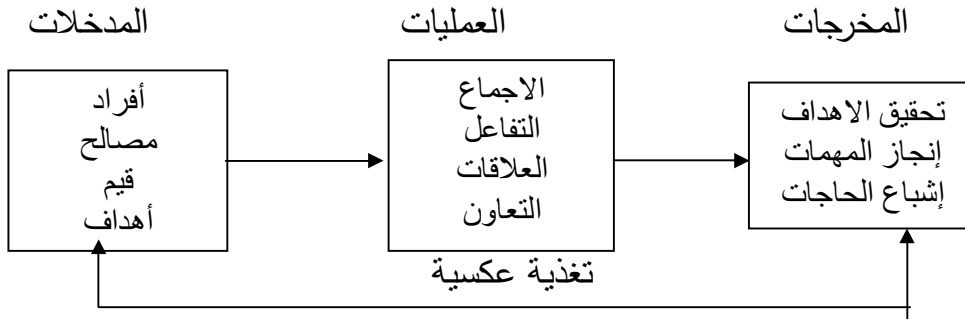 المدخلات
العمليات
المخرجات
أفراد
مصالح
قيم
أهداف
الاجماع
التفاعل
العلاقات
التعاون
تحقيق الاهداف
إنجاز المهمات
إشباع الحاجات
تغذية عكسية